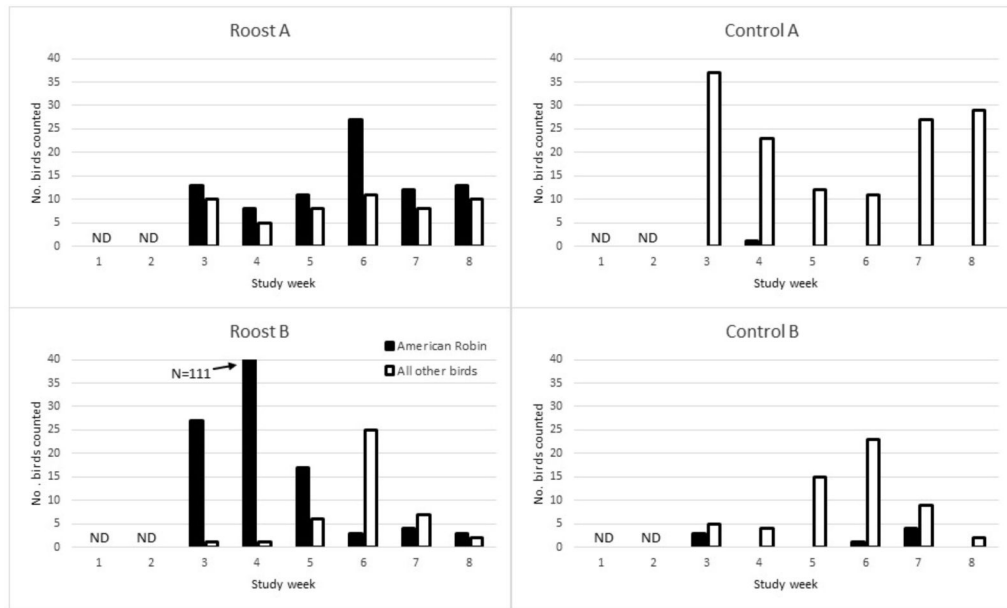 Roost A
No. birds counted
40
35
30
25
20
15
10
5
0
ND ND
1 2 3 4 5 6 7 8
Study week
Control A
No. birds counted
40
35
30
25
20
15
10
5
0
ND ND
1 2 3 4 5 6 7 8
Study week
Roost B
American Robin
All other birds
N=111
No . birds counted
40
35
30
25
20
15
10
5
0
ND ND
1 2 3 4 5 6 7 8
Study week
Control B
No. birds counted
40
35
30
25
20
15
10
5
0
ND ND
1 2 3 4 5 6 7 8
Study week